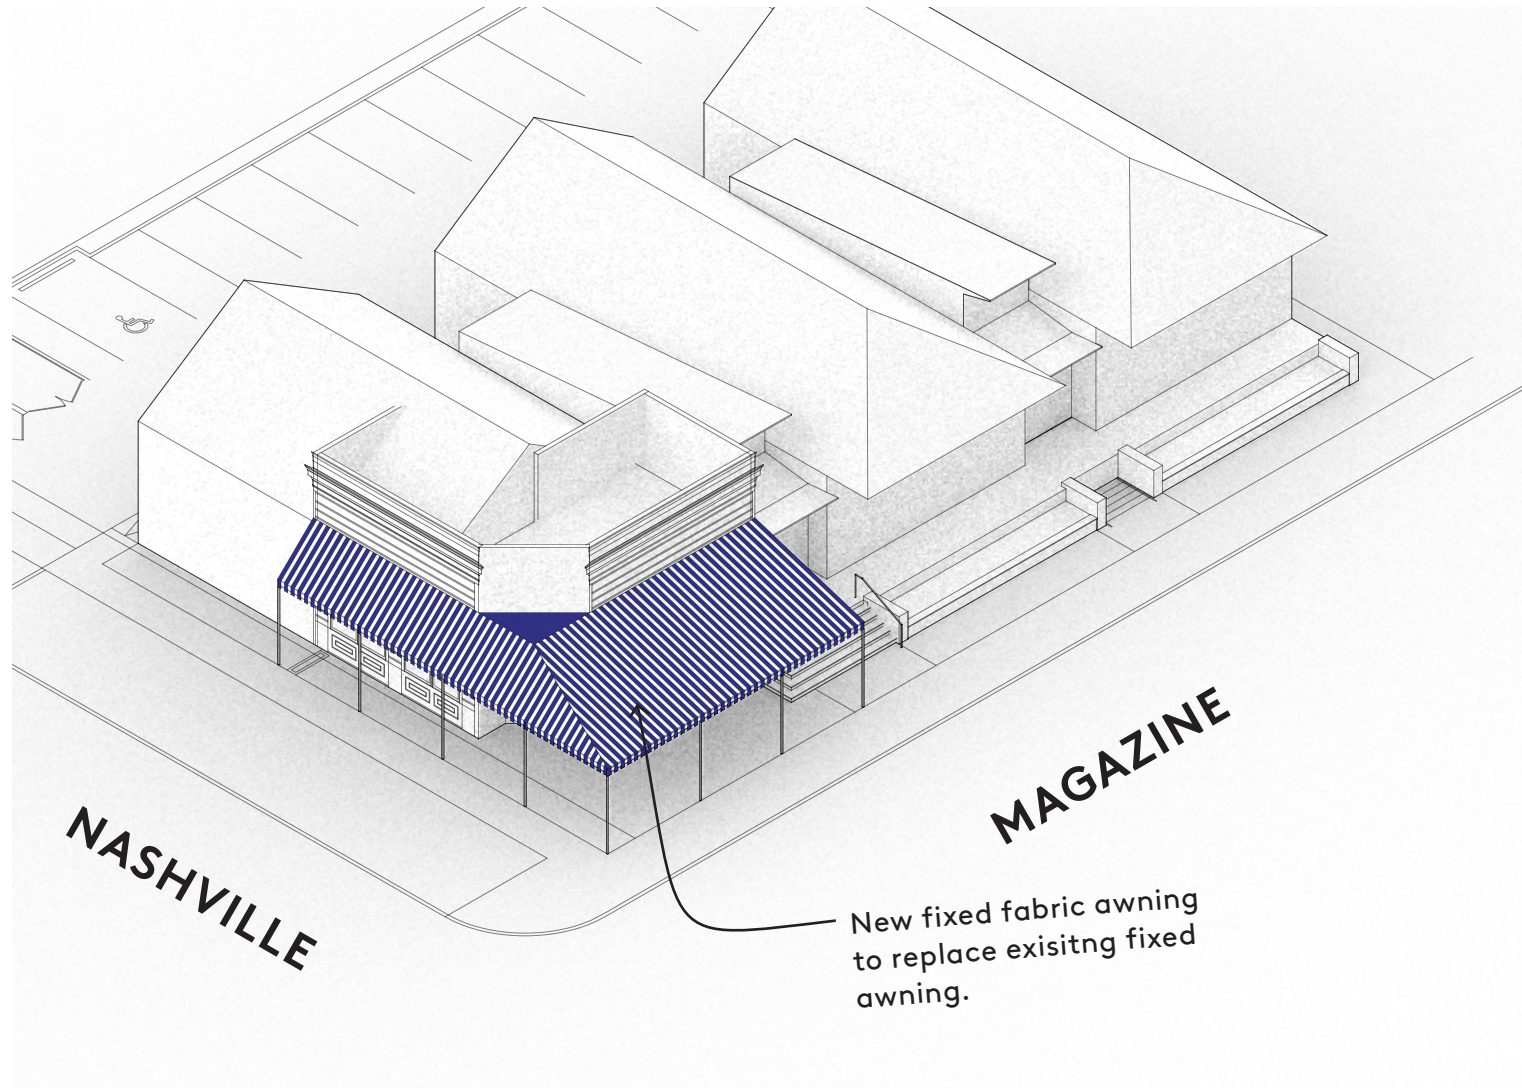 NASHVILLE
MAGAZINE
New fixed fabric awning
to replace exisitng fixed
awning.